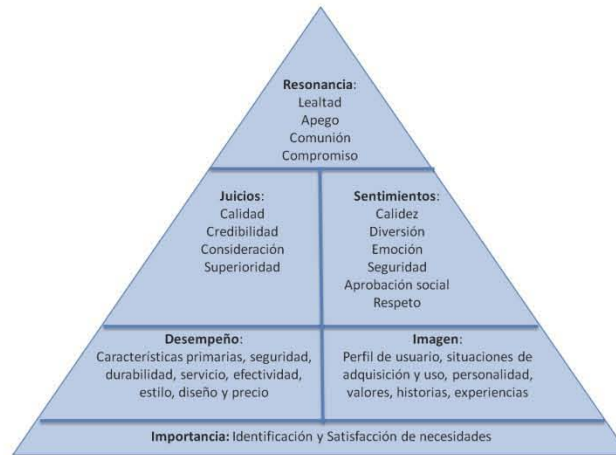 Resonancia:
Lealtad
Apego
Comunión
Compromiso
Juicios:
Calidad
Credibilidad
Consideración
Superioridad
Sentimientos:
Calidez
Diversión
Emoción
Seguridad
Aprobación social
Respeto
Desempeño:
Características primarias, seguridad,
durabilidad, servicio, efectividad,
estilo, diseño y precio
Imagen:
Perfil de usuario, situaciones de
adquisición y uso, personalidad,
valores, historias, experiencias
Importancia: Identificación y Satisfacción de necesidades